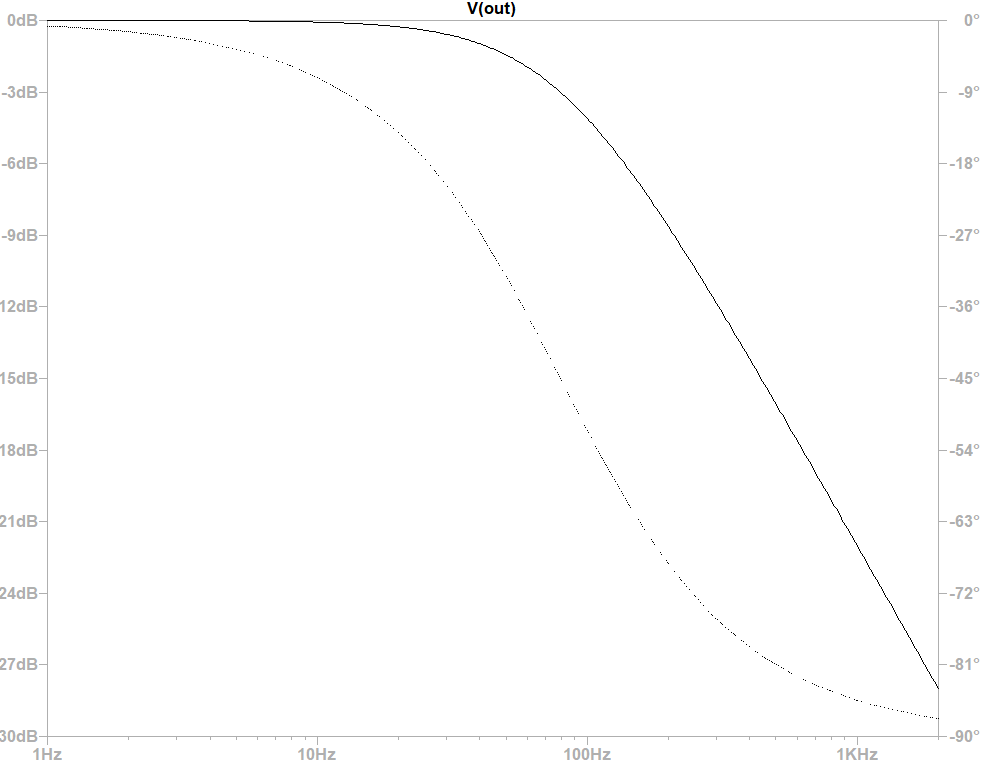 V(out)
0dB 0°
-3dB -9°
-6dB -18°
-9dB -27°
12dB -36°
15dB -45°
18dB -54°
21dB -63°
24dB -72°
27dB -81°
30dB -90°
1Hz 10Hz 100Hz 1KHz